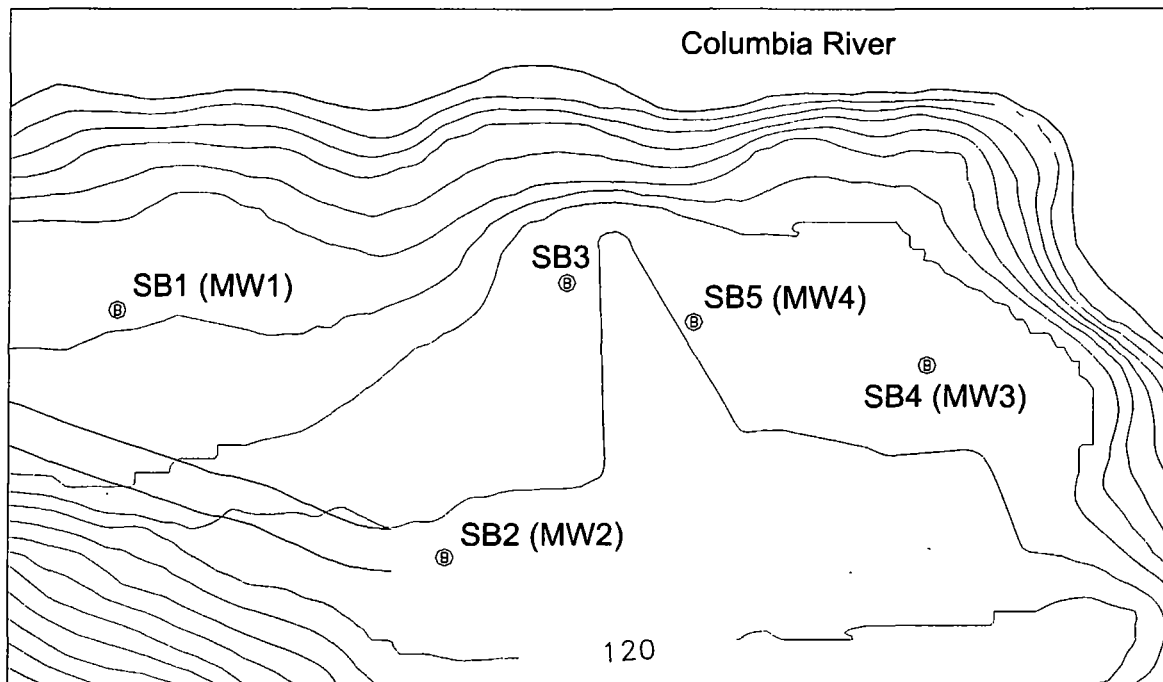 Columbia River
SB3
SB1 (MW1)
B
B
SB5 (MW4)
B
B
SB4 (MW3)
SB2 (MW2)
B
120